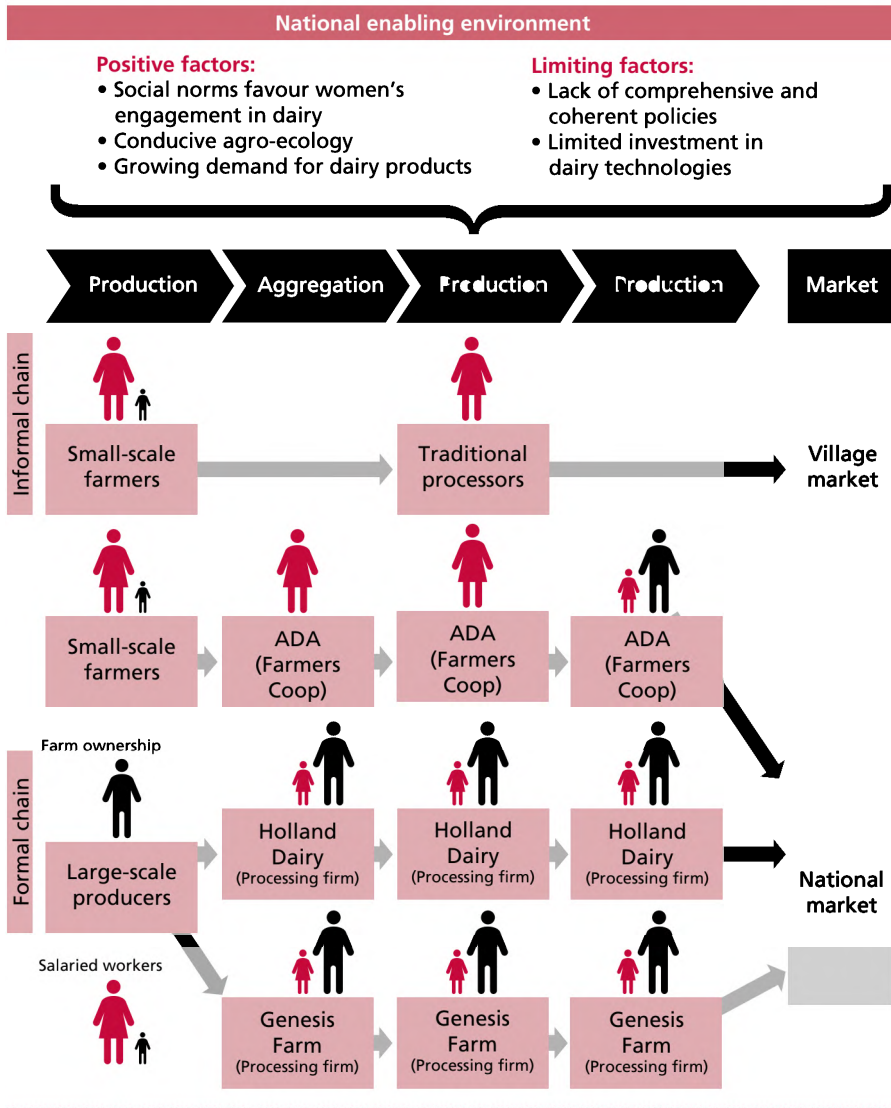 National enabling environment
Positive factors:
• Social norms favour women's
engagement in dairy
• Conducive agro-ecology
• Growing demand for dairy products
Limiting factors:
• Lack of comprehensive and
coherent policies
• Limited investment in
dairy technologies
Production
Aggregation
Production
Production
Market
Informal chain
Small-scale
farmers
Traditional
processors
Village
market
Small-scale
farmers
ADA
(Farmers
Coop)
ADA
(Farmers
Coop)
ADA
(Farmers
Coop)
Formal chain
Farm ownership
Large-scale
producers
Holland
Dairy
(Processing firm)
Holland
Dairy
(Processing firm)
Holland
Dairy
(Processing firm)
National
market
Salaried workers
Genesis
Farm
(Processing firm)
Genesis
Farm
(Processing firm)
Genesis
Farm
(Processing firm)